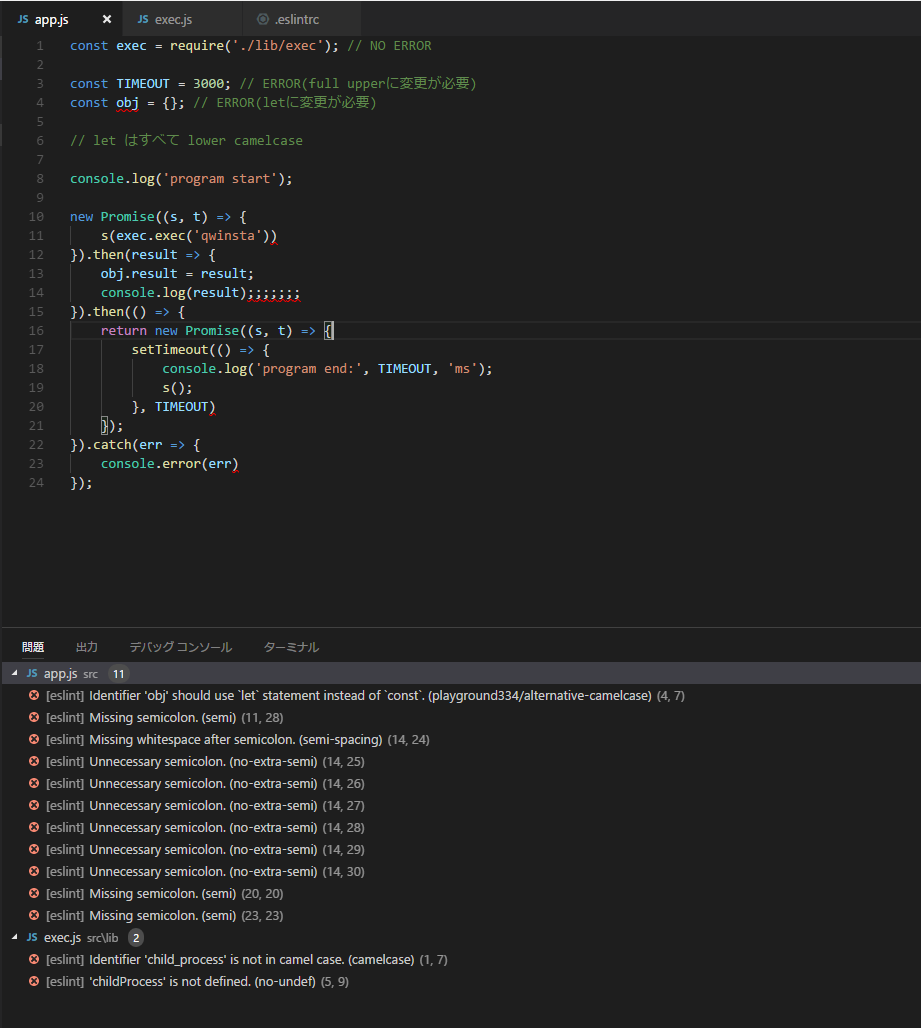 JS app.js × JS exec.js .eslintrc
1 const exec = require('./lib/exec'); // NO ERROR
2
3 const TIMEOUT = 3000; // ERROR(full upperに変更が必要)
4 const obj = {}; // ERROR(letに変更が必要)
5
6 // let はすべて lower camelcase
7
8 console.log('program start');
9
10 new Promise((s, t) => {
11 s(exec.exec('qwinsta'))
12 }).then(result => {
13 obj.result = result;
14 console.log(result);;;;;;;
15 }).then(() => {
16 return new Promise((s, t) => {
17 setTimeout(() => {
18 console.log('program end:', TIMEOUT, 'ms');
19 s();
20 }, TIMEOUT)
21 });
22 }).catch(err => {
23 console.error(err)
24 });
問題 出力 デバッグ コンソール ターミナル
JS app.js src 11
[eslint] Identifier 'obj' should use `let` statement instead of `const`. (playground334/alternative-camelcase) (4, 7)
[eslint] Missing semicolon. (semi) (11, 28)
[eslint] Missing whitespace after semicolon. (semi-spacing) (14, 24)
[eslint] Unnecessary semicolon. (no-extra-semi) (14, 25)
[eslint] Unnecessary semicolon. (no-extra-semi) (14, 26)
[eslint] Unnecessary semicolon. (no-extra-semi) (14, 27)
[eslint] Unnecessary semicolon. (no-extra-semi) (14, 28)
[eslint] Unnecessary semicolon. (no-extra-semi) (14, 29)
[eslint] Unnecessary semicolon. (no-extra-semi) (14, 30)
[eslint] Missing semicolon. (semi) (20, 20)
[eslint] Missing semicolon. (semi) (23, 23)
JS exec.js src\lib 2
[eslint] Identifier 'child_process' is not in camel case. (camelcase) (1, 7)
[eslint] 'childProcess' is not defined. (no-undef) (5, 9)